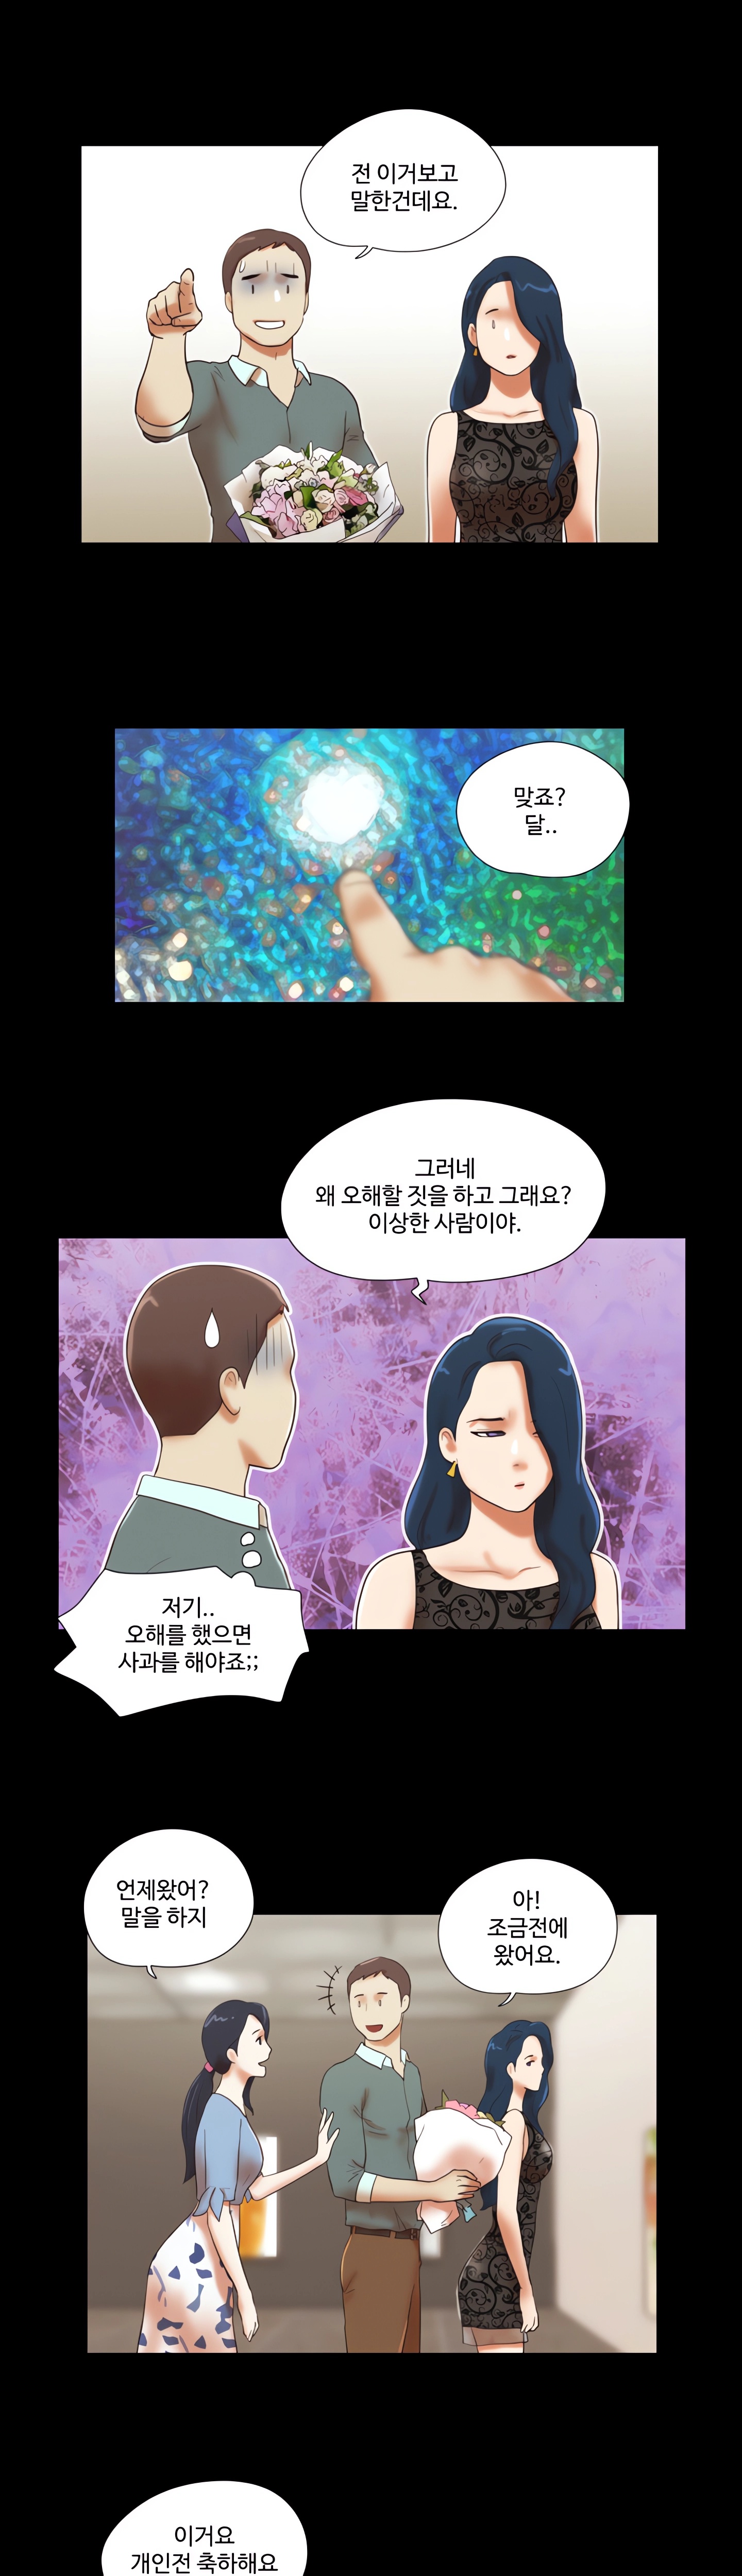 전 이거보고
말한건데요.
맞죠?
달..
그러네
왜 오해할 짓을 하고 그래요?
이상한 사람이야.
저기..
오해를 했으면
사과를 해야죠;;
언제왔어?
말을 하지
아!
조금전에
왔어요.
이거요
개인전 축하해요